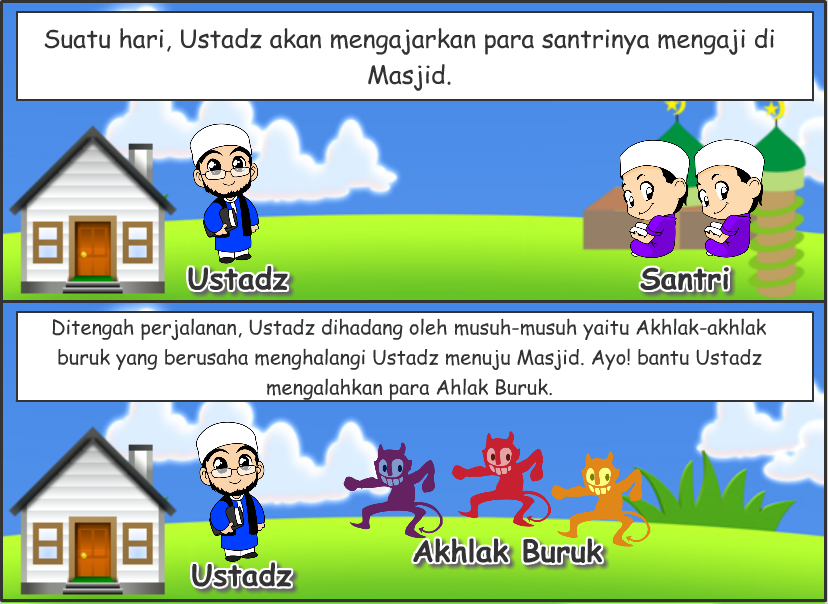 Suatu hari, Ustadz akan mengajarkan para santrinya mengaji di
Masjid.
Ustadz
Santri
Ditengah perjalanan, Ustadz dihadang oleh musuh-musuh yaitu Akhlak-akhlak
buruk yang berusaha menghalangi Ustadz menuju Masjid. Ayo! bantu Ustadz
mengalahkan para Ahlak Buruk.
Ustadz
Akhlak Buruk